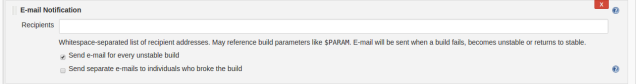 X
E-mail Notification
Recipients
Whitespace-separated list of recipient addresses. May reference build parameters like $PARAM. E-mail will be sent when a build fails, becomes unstable or returns to stable.
Send e-mail for every unstable build
Send separate e-mails to individuals who broke the build